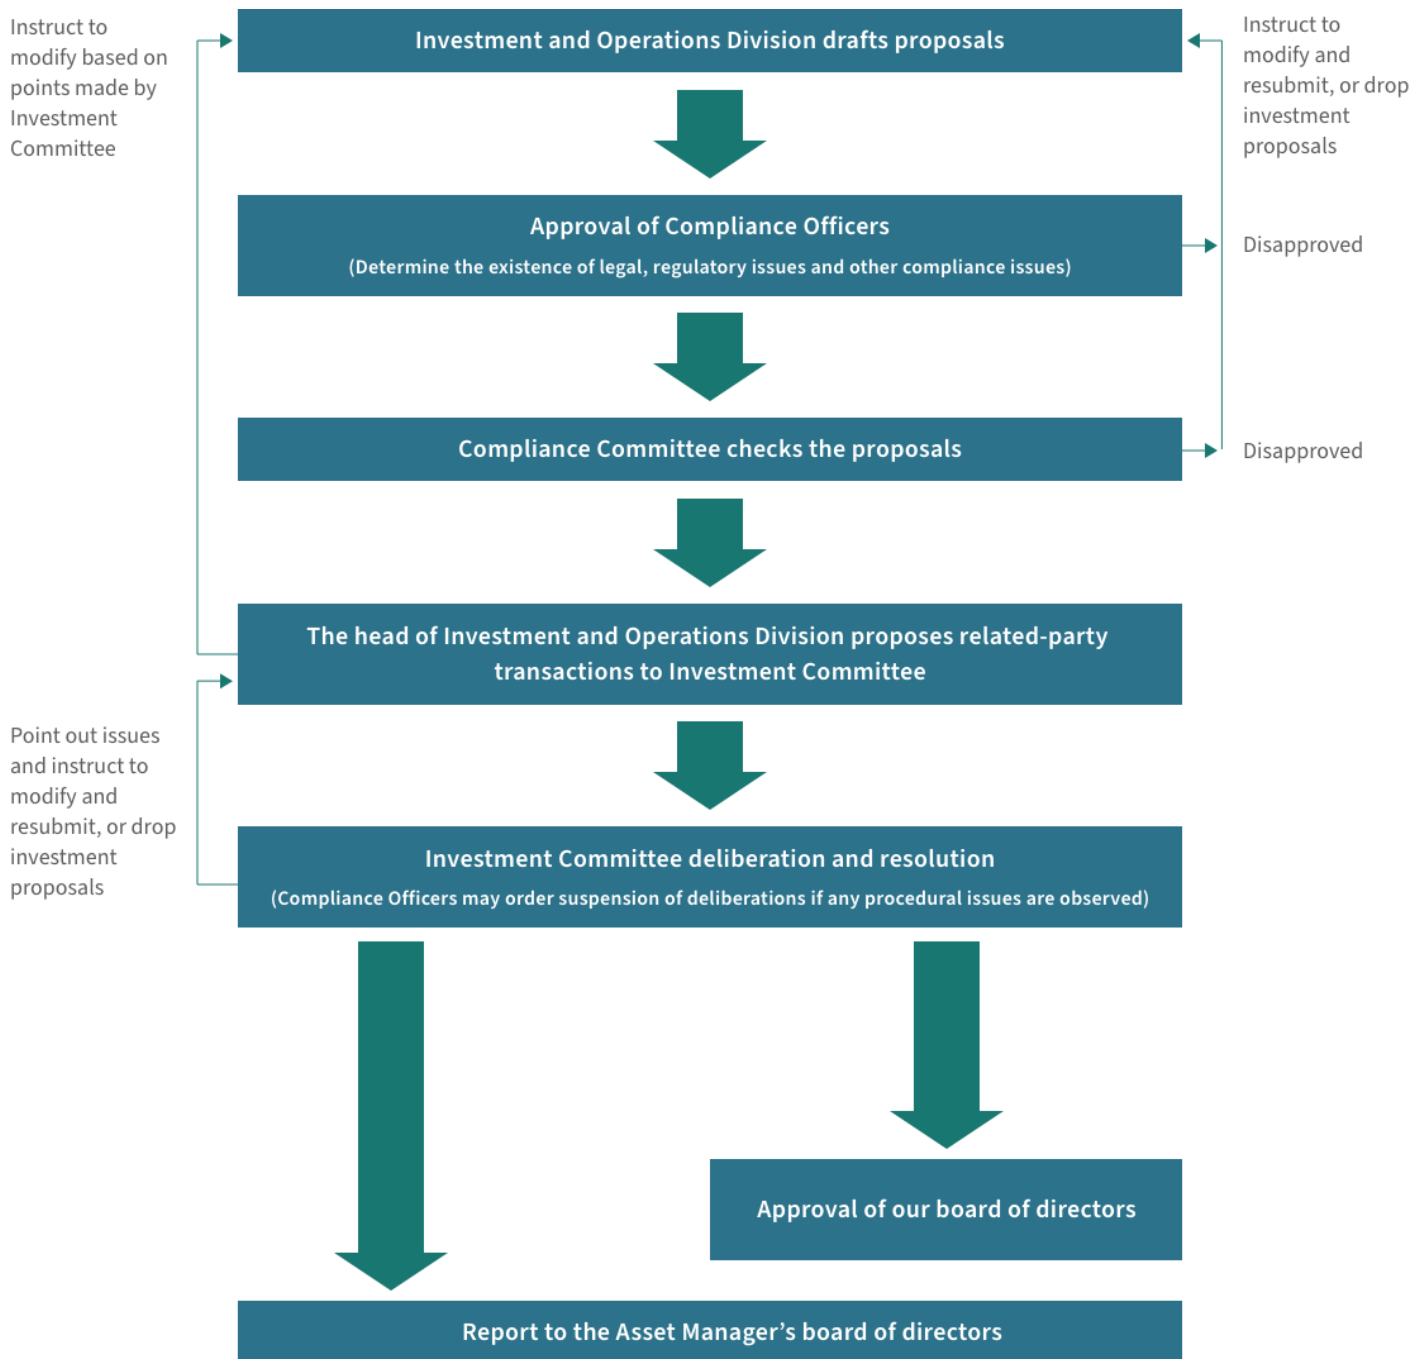 Instruct to
modify based on
points made by
Investment
Committee
Investment and Operations Division drafts proposals
Instruct to
modify and
resubmit, or drop
investment
proposals
Approval of Compliance Officers
(Determine the existence of legal, regulatory issues and other compliance issues)
Disapproved
Compliance Committee checks the proposals
Disapproved
The head of Investment and Operations Division proposes related-party
transactions to Investment Committee
Point out issues
and instruct to
modify and
resubmit, or drop
investment
proposals
Investment Committee deliberation and resolution
(Compliance Officers may order suspension of deliberations if any procedural issues are observed)
Approval of our board of directors
Report to the Asset Manager’s board of directors